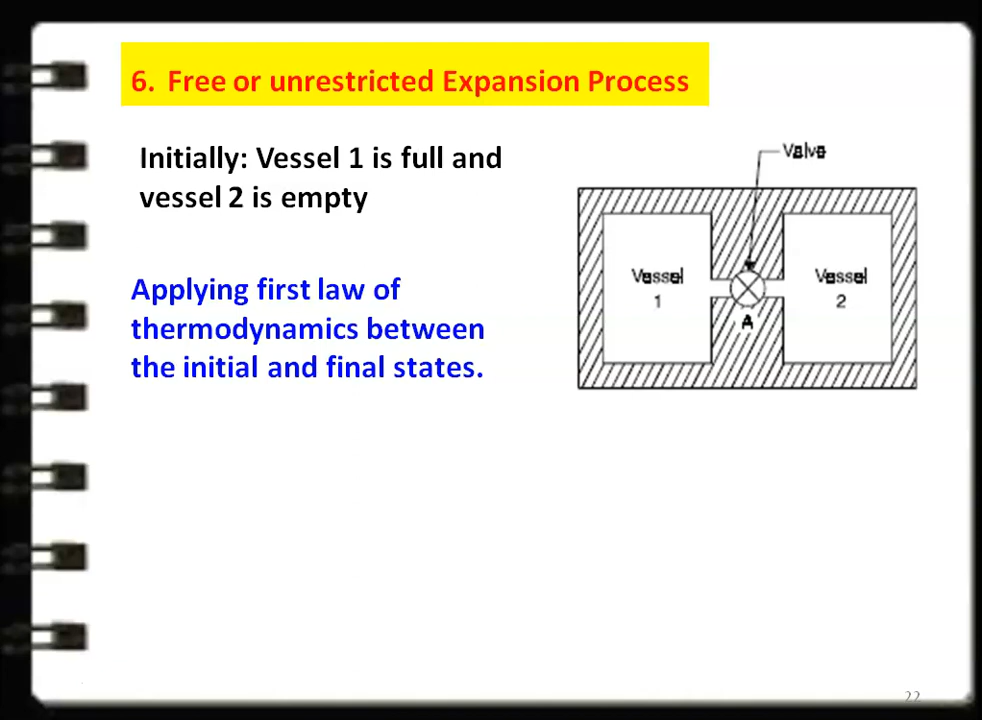 6. Free or unrestricted Expansion Process
Initially: Vessel 1 is full and
vessel 2 is empty
Applying first law of
thermodynamics between
the initial and final states.
Valve
Vessel
1
A
Vessel
2
22